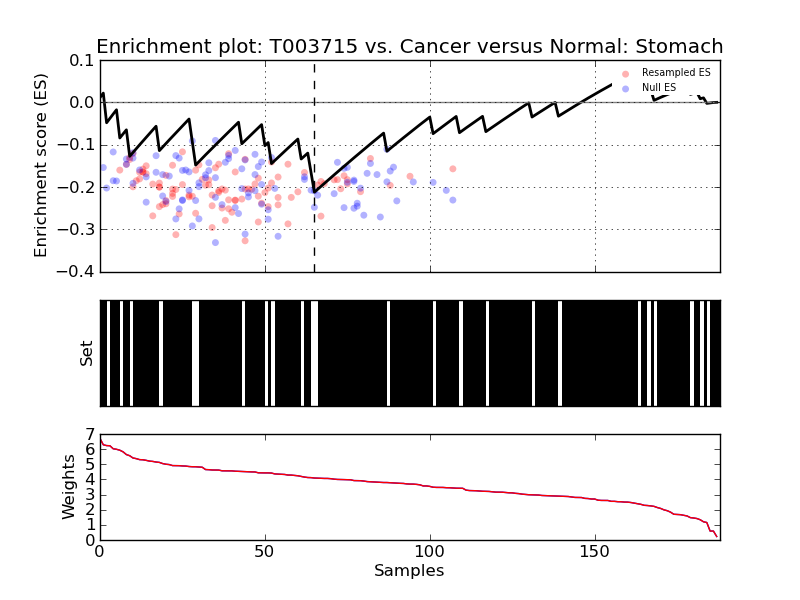 Enrichment plot: T003715 vs. Cancer versus Normal: Stomach
Enrichment score (ES)
0.1
0.0
−0.1
−0.2
−0.3
−0.4
Resampled ES
Null ES
Set
Weights
7
6
5
4
3
2
1
0
0 50 100 150
Samples